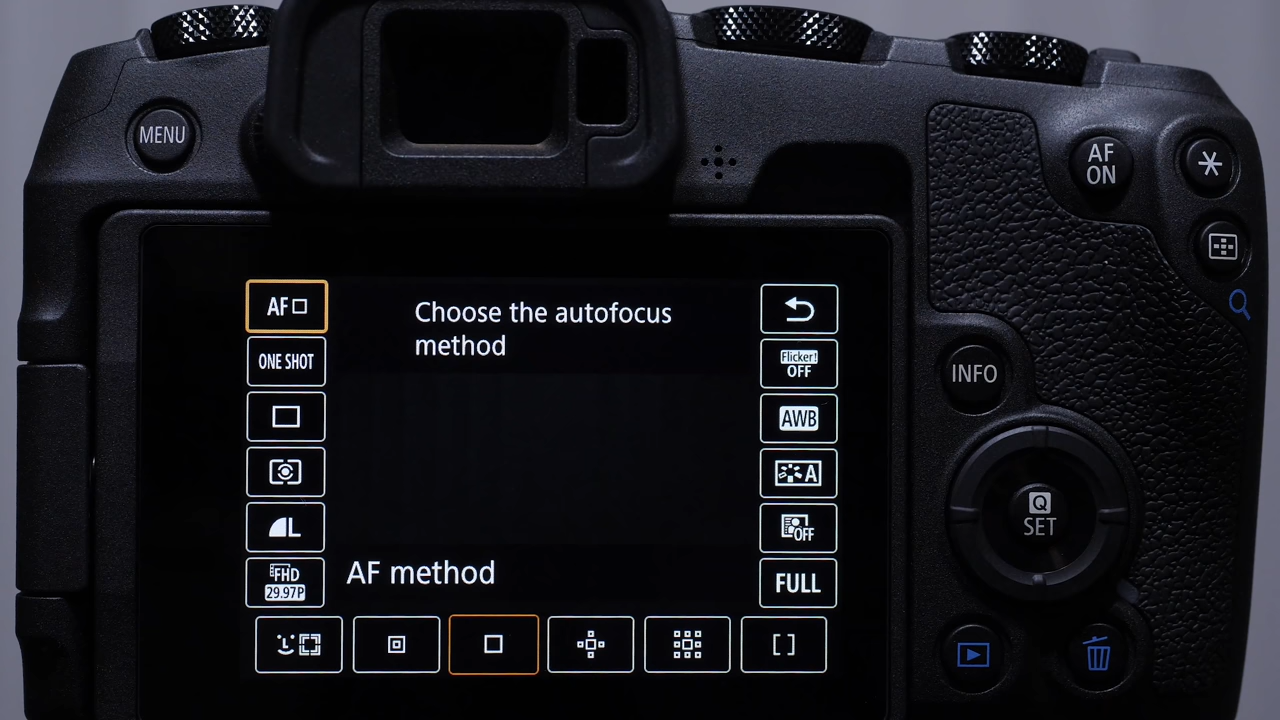 MENU
AF
ON
AF
Choose the autofocus
method
ONE SHOT
Flicker!
OFF
AWB
A
L
OFF
FHD
29.97P
AF method
FULL
INFO
Q
SET